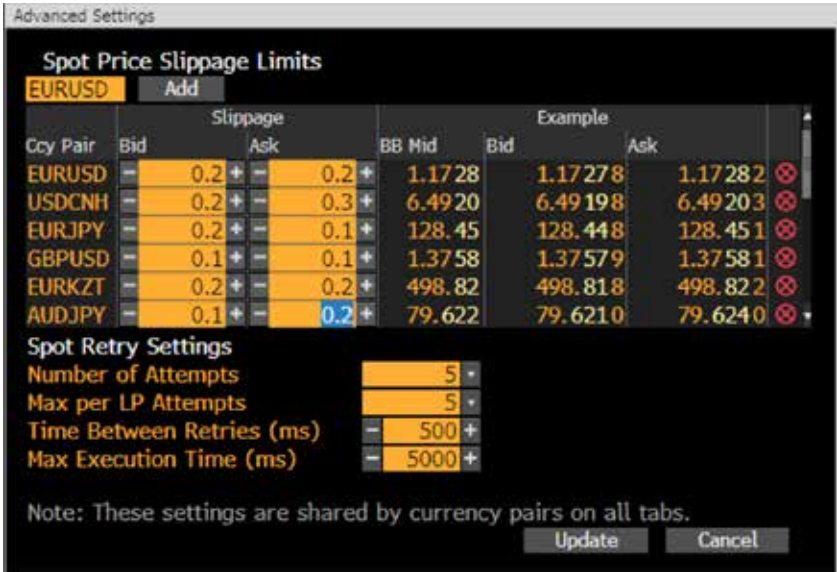 Advanced Settings
Spot Price Slippage Limits
EURUSD Add
Slippage Example
Ccy Pair Bid Ask BB Mid Bid Ask
EURUSD - 0.2 + - 0.2 + 1.1728 1.17278 1.17282
USDCNH - 0.2 + - 0.3 + 6.4920 6.49198 6.49203
EURJPY - 0.2 + - 0.1 + 128.45 128.448 128.451
GBPUSD - 0.1 + - 0.1 + 1.3758 1.37579 1.37581
EURKZT - 0.2 + - 0.2 + 498.82 498.818 498.822
AUDJPY - 0.1 + - 0.2 + 79.622 79.6210 79.6240
Spot Retry Settings
Number of Attempts 5
Max per LP Attempts 5
Time Between Retries (ms) - 500 +
Max Execution Time (ms) - 5000 +
Note: These settings are shared by currency pairs on all tabs.
Update Cancel